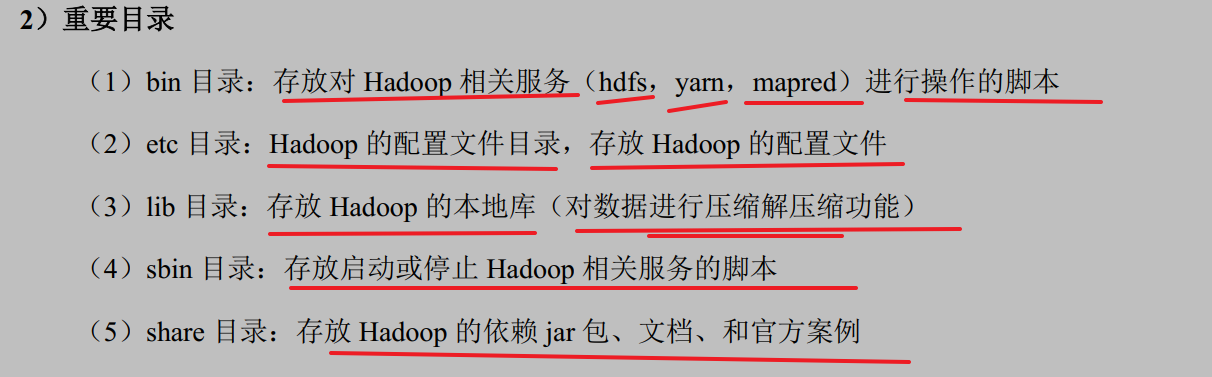 2）重要目录
（1）bin 目录：存放对 Hadoop 相关服务（hdfs，yarn，mapred）进行操作的脚本
（2）etc 目录：Hadoop 的配置文件目录，存放 Hadoop 的配置文件
（3）lib 目录：存放 Hadoop 的本地库（对数据进行压缩解压缩功能）
（4）sbin 目录：存放启动或停止 Hadoop 相关服务的脚本
（5）share 目录：存放 Hadoop 的依赖 jar 包、文档、和官方案例